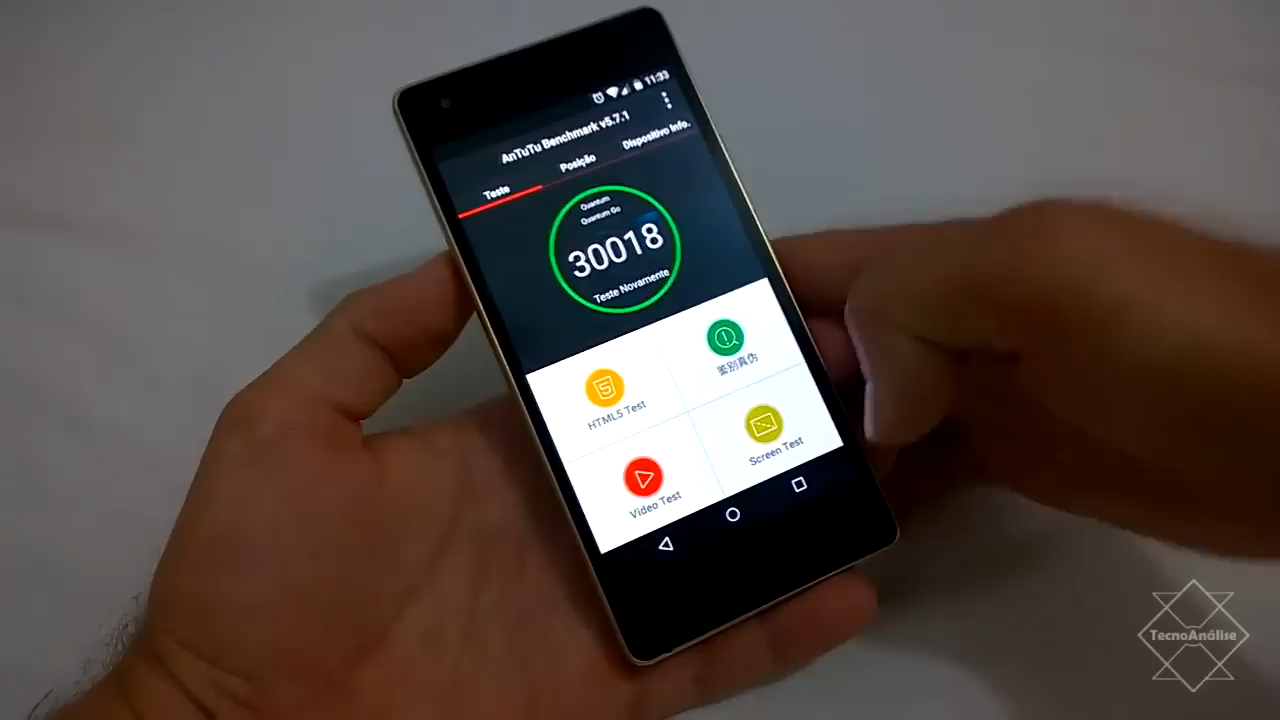 11:33
AnTuTu Benchmark v5.7.1
Teste
Posição
Dispositivo Info.
Quantum
Quantum Go
30018
Teste Novamente
HTML5 Test
鉴别真伪
Video Test
Screen Test
TecnoAnálise